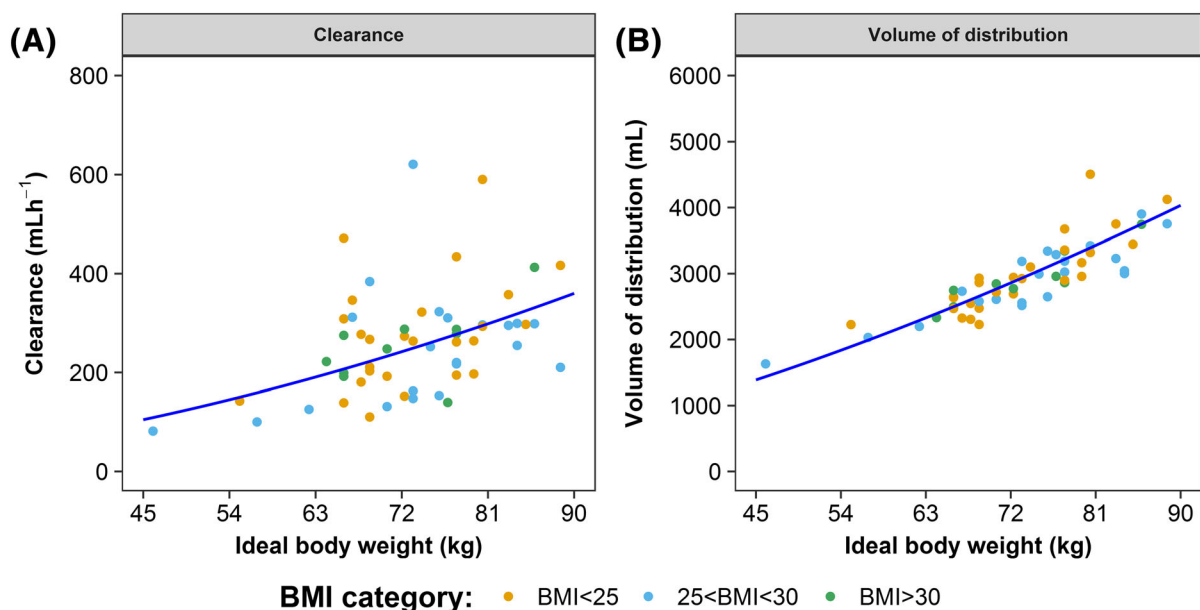 (A)
Clearance
Clearance (mLh⁻¹)
800
600
400
200
0
45 54 63 72 81 90
Ideal body weight (kg)
(B)
Volume of distribution
Volume of distribution (mL)
6000
5000
4000
3000
2000
1000
0
45 54 63 72 81 90
Ideal body weight (kg)
BMI category: BMI<25 25<BMI<30 BMI>30